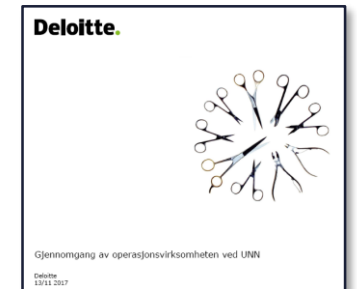 Deloitte.
Gjennomgang av operasjonsvirksomheten ved UNN
Deloitte
13/11 2017